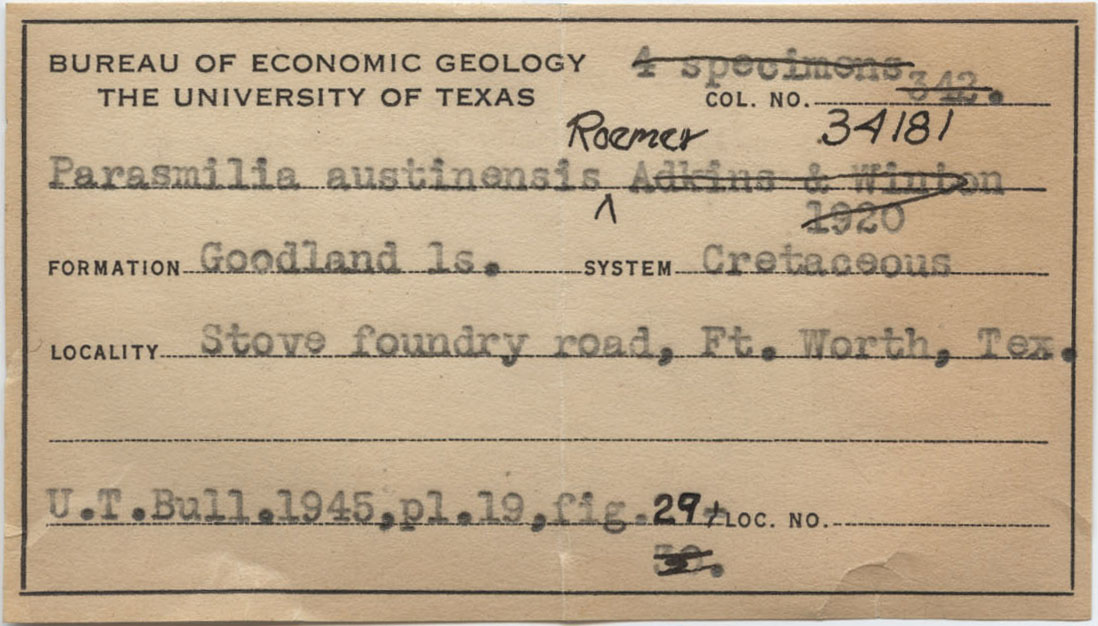 BUREAU OF ECONOMIC GEOLOGY
THE UNIVERSITY OF TEXAS
4 specimens
COL. NO. 342.
Roemer
34181
Parasmilia austinensis Adkins & Winton
1920
FORMATION Goodland ls. SYSTEM Cretaceous
LOCALITY Stove foundry road, Ft. Worth, Tex.
U.T.Bull.1945,pl.19,fig.29 LOC. NO.
30.